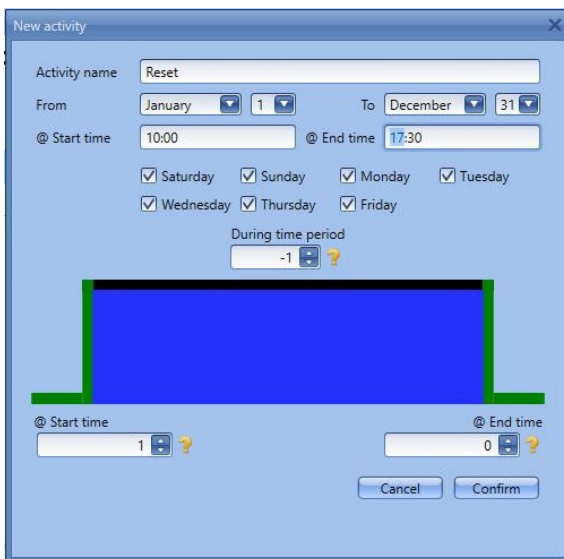 New activity
Activity name Reset
From January 1 To December 31
@ Start time 10:00 @ End time 17:30
Saturday Sunday Monday Tuesday
Wednesday Thursday Friday
During time period
-1 ?
@ Start time @ End time
1 ? 0 ?
Cancel Confirm